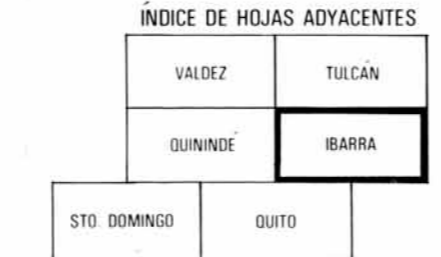 ÍNDICE DE HOJAS ADYACENTES
VALDEZ TULCÁN
QUININDÉ IBARRA
STO. DOMINGO QUITO